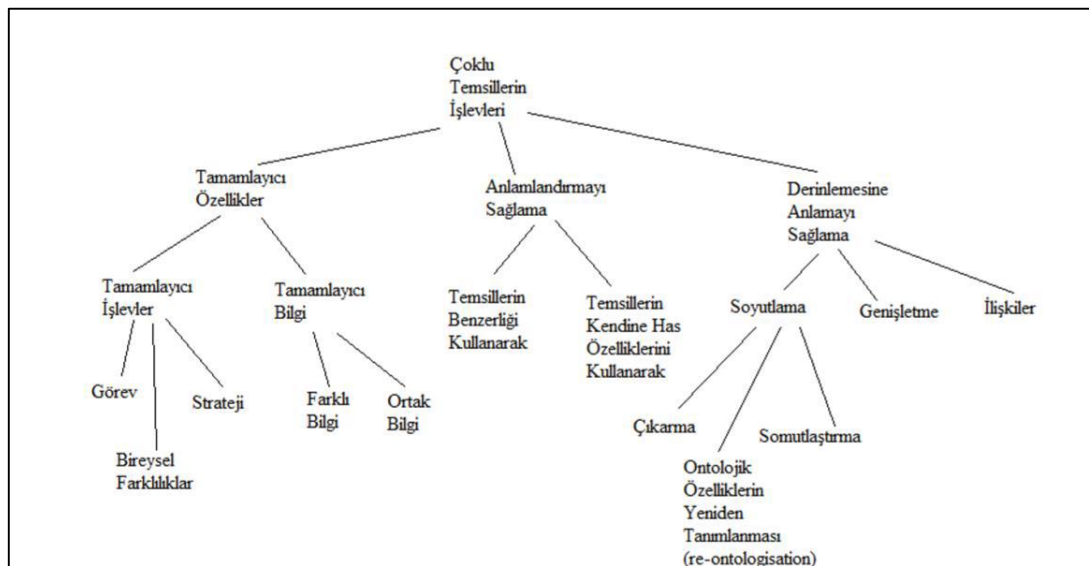 Çoklu
Temsillerin
İşlevleri
Tamamlayıcı
Özellikler
Anlamlandırmayı
Sağlama
Derinlemesine
Anlamayı
Sağlama
Tamamlayıcı
İşlevler
Tamamlayıcı
Bilgi
Temsillerin
Benzerliği
Kullanarak
Temsillerin
Kendine Has
Özelliklerini
Kullanarak
Soyutlama
Genişletme
İlişkiler
Görev
Bireysel
Farklılıklar
Strateji
Farklı
Bilgi
Ortak
Bilgi
Çıkarma
Ontolojik
Özelliklerin
Yeniden
Tanımlanması
(re-ontologisation)
Somutlaştırma